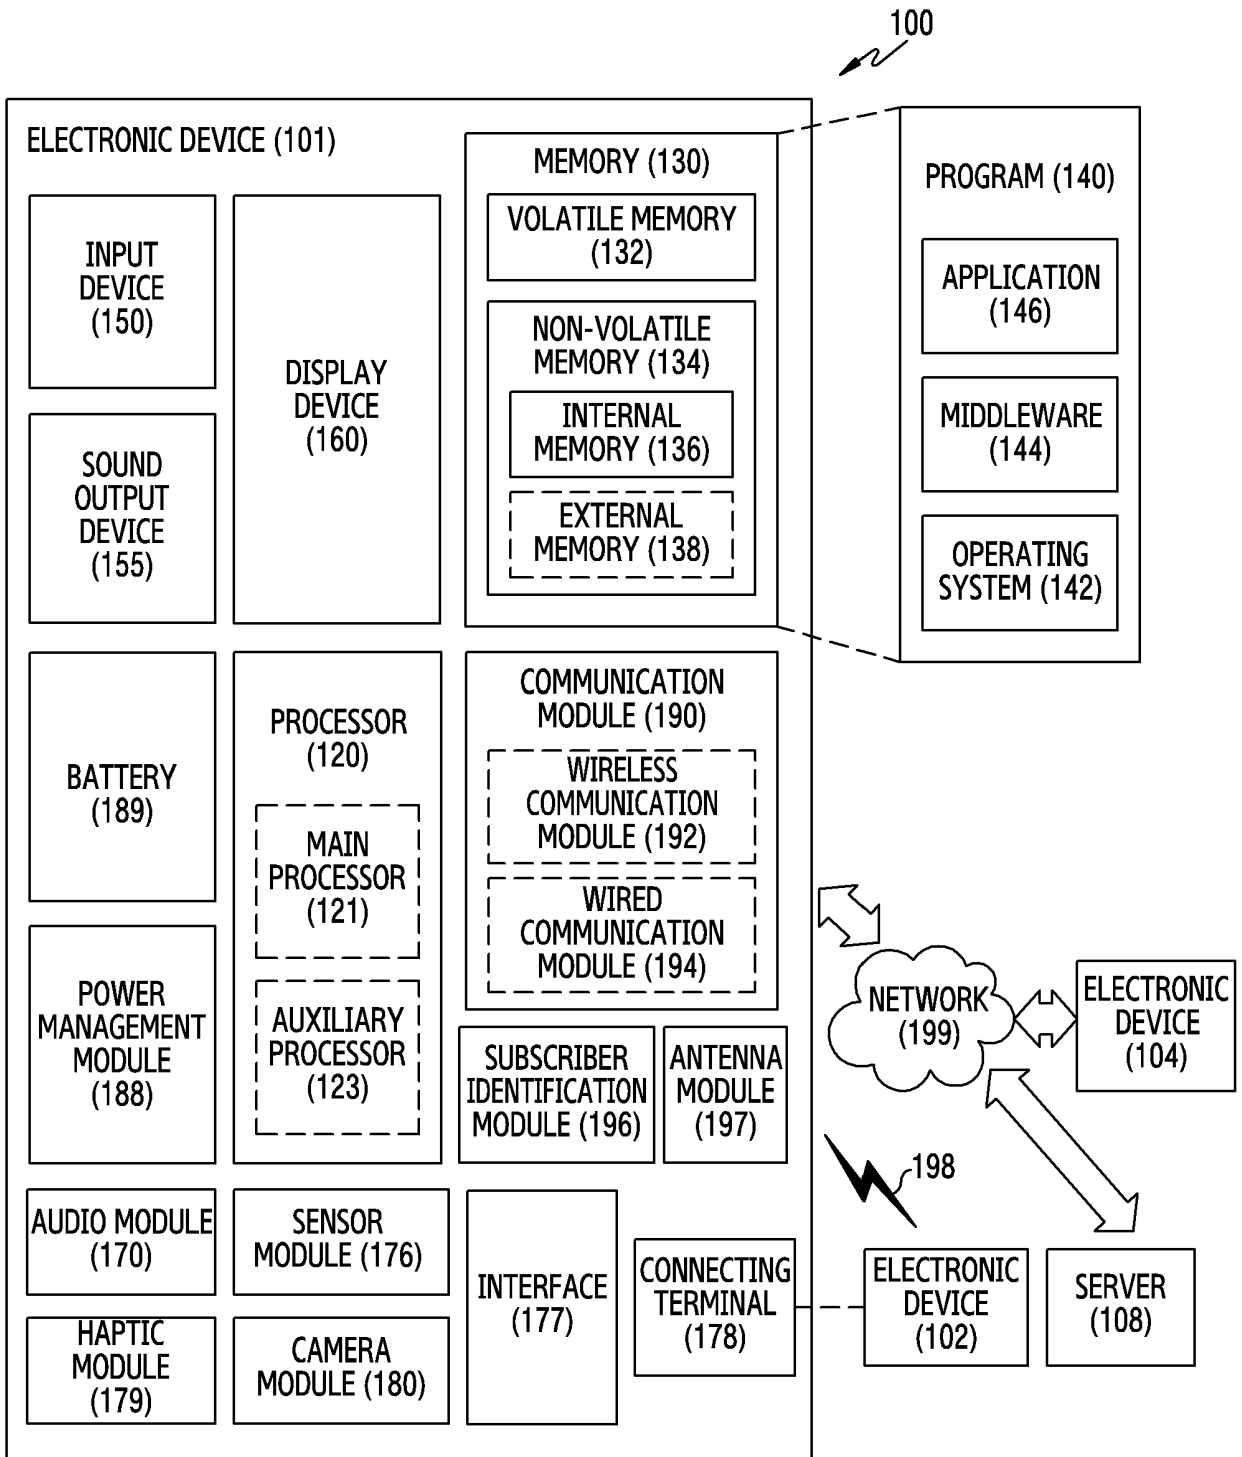 100
ELECTRONIC DEVICE (101)
INPUT
DEVICE
(150)
SOUND
OUTPUT
DEVICE
(155)
DISPLAY
DEVICE
(160)
MEMORY (130)
VOLATILE MEMORY
(132)
NON-VOLATILE
MEMORY (134)
INTERNAL
MEMORY (136)
EXTERNAL
MEMORY (138)
PROGRAM (140)
APPLICATION
(146)
MIDDLEWARE
(144)
OPERATING
SYSTEM (142)
BATTERY
(189)
POWER
MANAGEMENT
MODULE
(188)
PROCESSOR
(120)
MAIN
PROCESSOR
(121)
AUXILIARY
PROCESSOR
(123)
COMMUNICATION
MODULE (190)
WIRELESS
COMMUNICATION
MODULE (192)
WIRED
COMMUNICATION
MODULE (194)
SUBSCRIBER
IDENTIFICATION
MODULE (196)
ANTENNA
MODULE
(197)
NETWORK
(199)
ELECTRONIC
DEVICE
(104)
198
AUDIO MODULE
(170)
SENSOR
MODULE (176)
HAPTIC
MODULE
(179)
CAMERA
MODULE (180)
INTERFACE
(177)
CONNECTING
TERMINAL
(178)
ELECTRONIC
DEVICE
(102)
SERVER
(108)